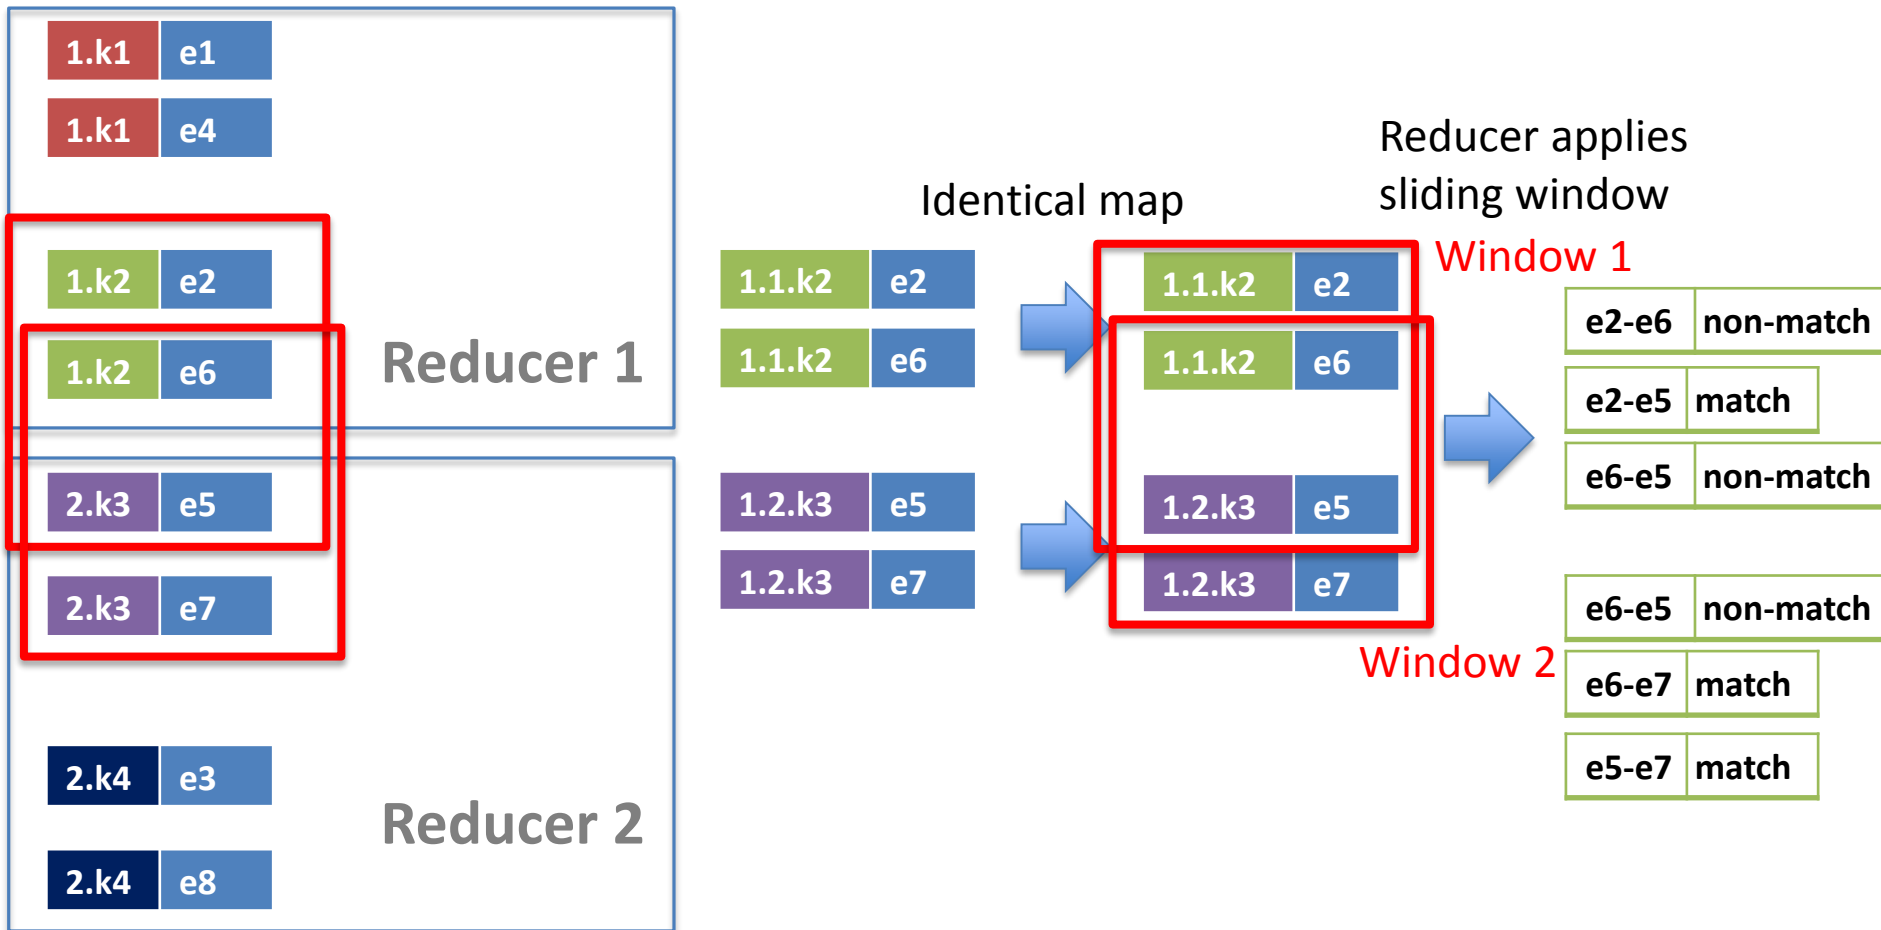 1.k1 e1
1.k1 e4
1.k2 e2
1.k2 e6
Reducer 1
2.k3 e5
2.k3 e7
2.k4 e3
Reducer 2
2.k4 e8
Identical map
1.1.k2 e2
1.1.k2 e6
1.2.k3 e5
1.2.k3 e7
Reducer applies
sliding window
Window 1
1.1.k2 e2
1.1.k2 e6
1.2.k3 e5
1.2.k3 e7
Window 2
e2-e6 non-match
e2-e5 match
e6-e5 non-match
e6-e5 non-match
e6-e7 match
e5-e7 match